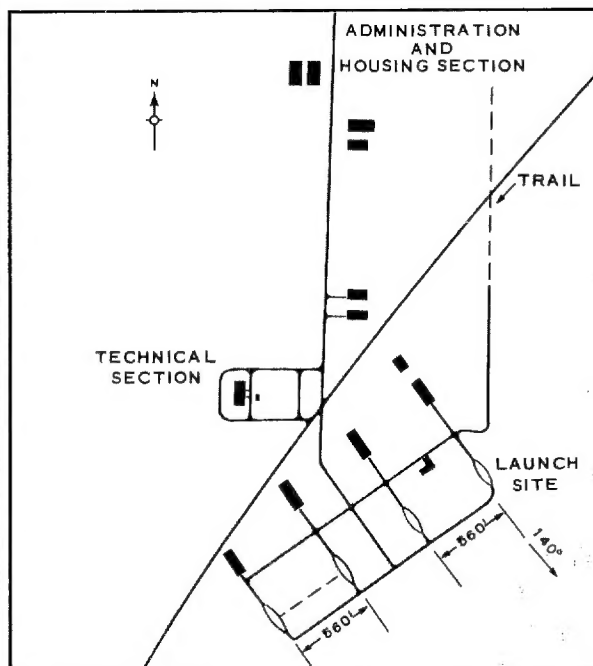 ADMINISTRATION
AND
HOUSING SECTION
N
TRAIL
TECHNICAL
SECTION
LAUNCH
SITE
560'
140°
560'